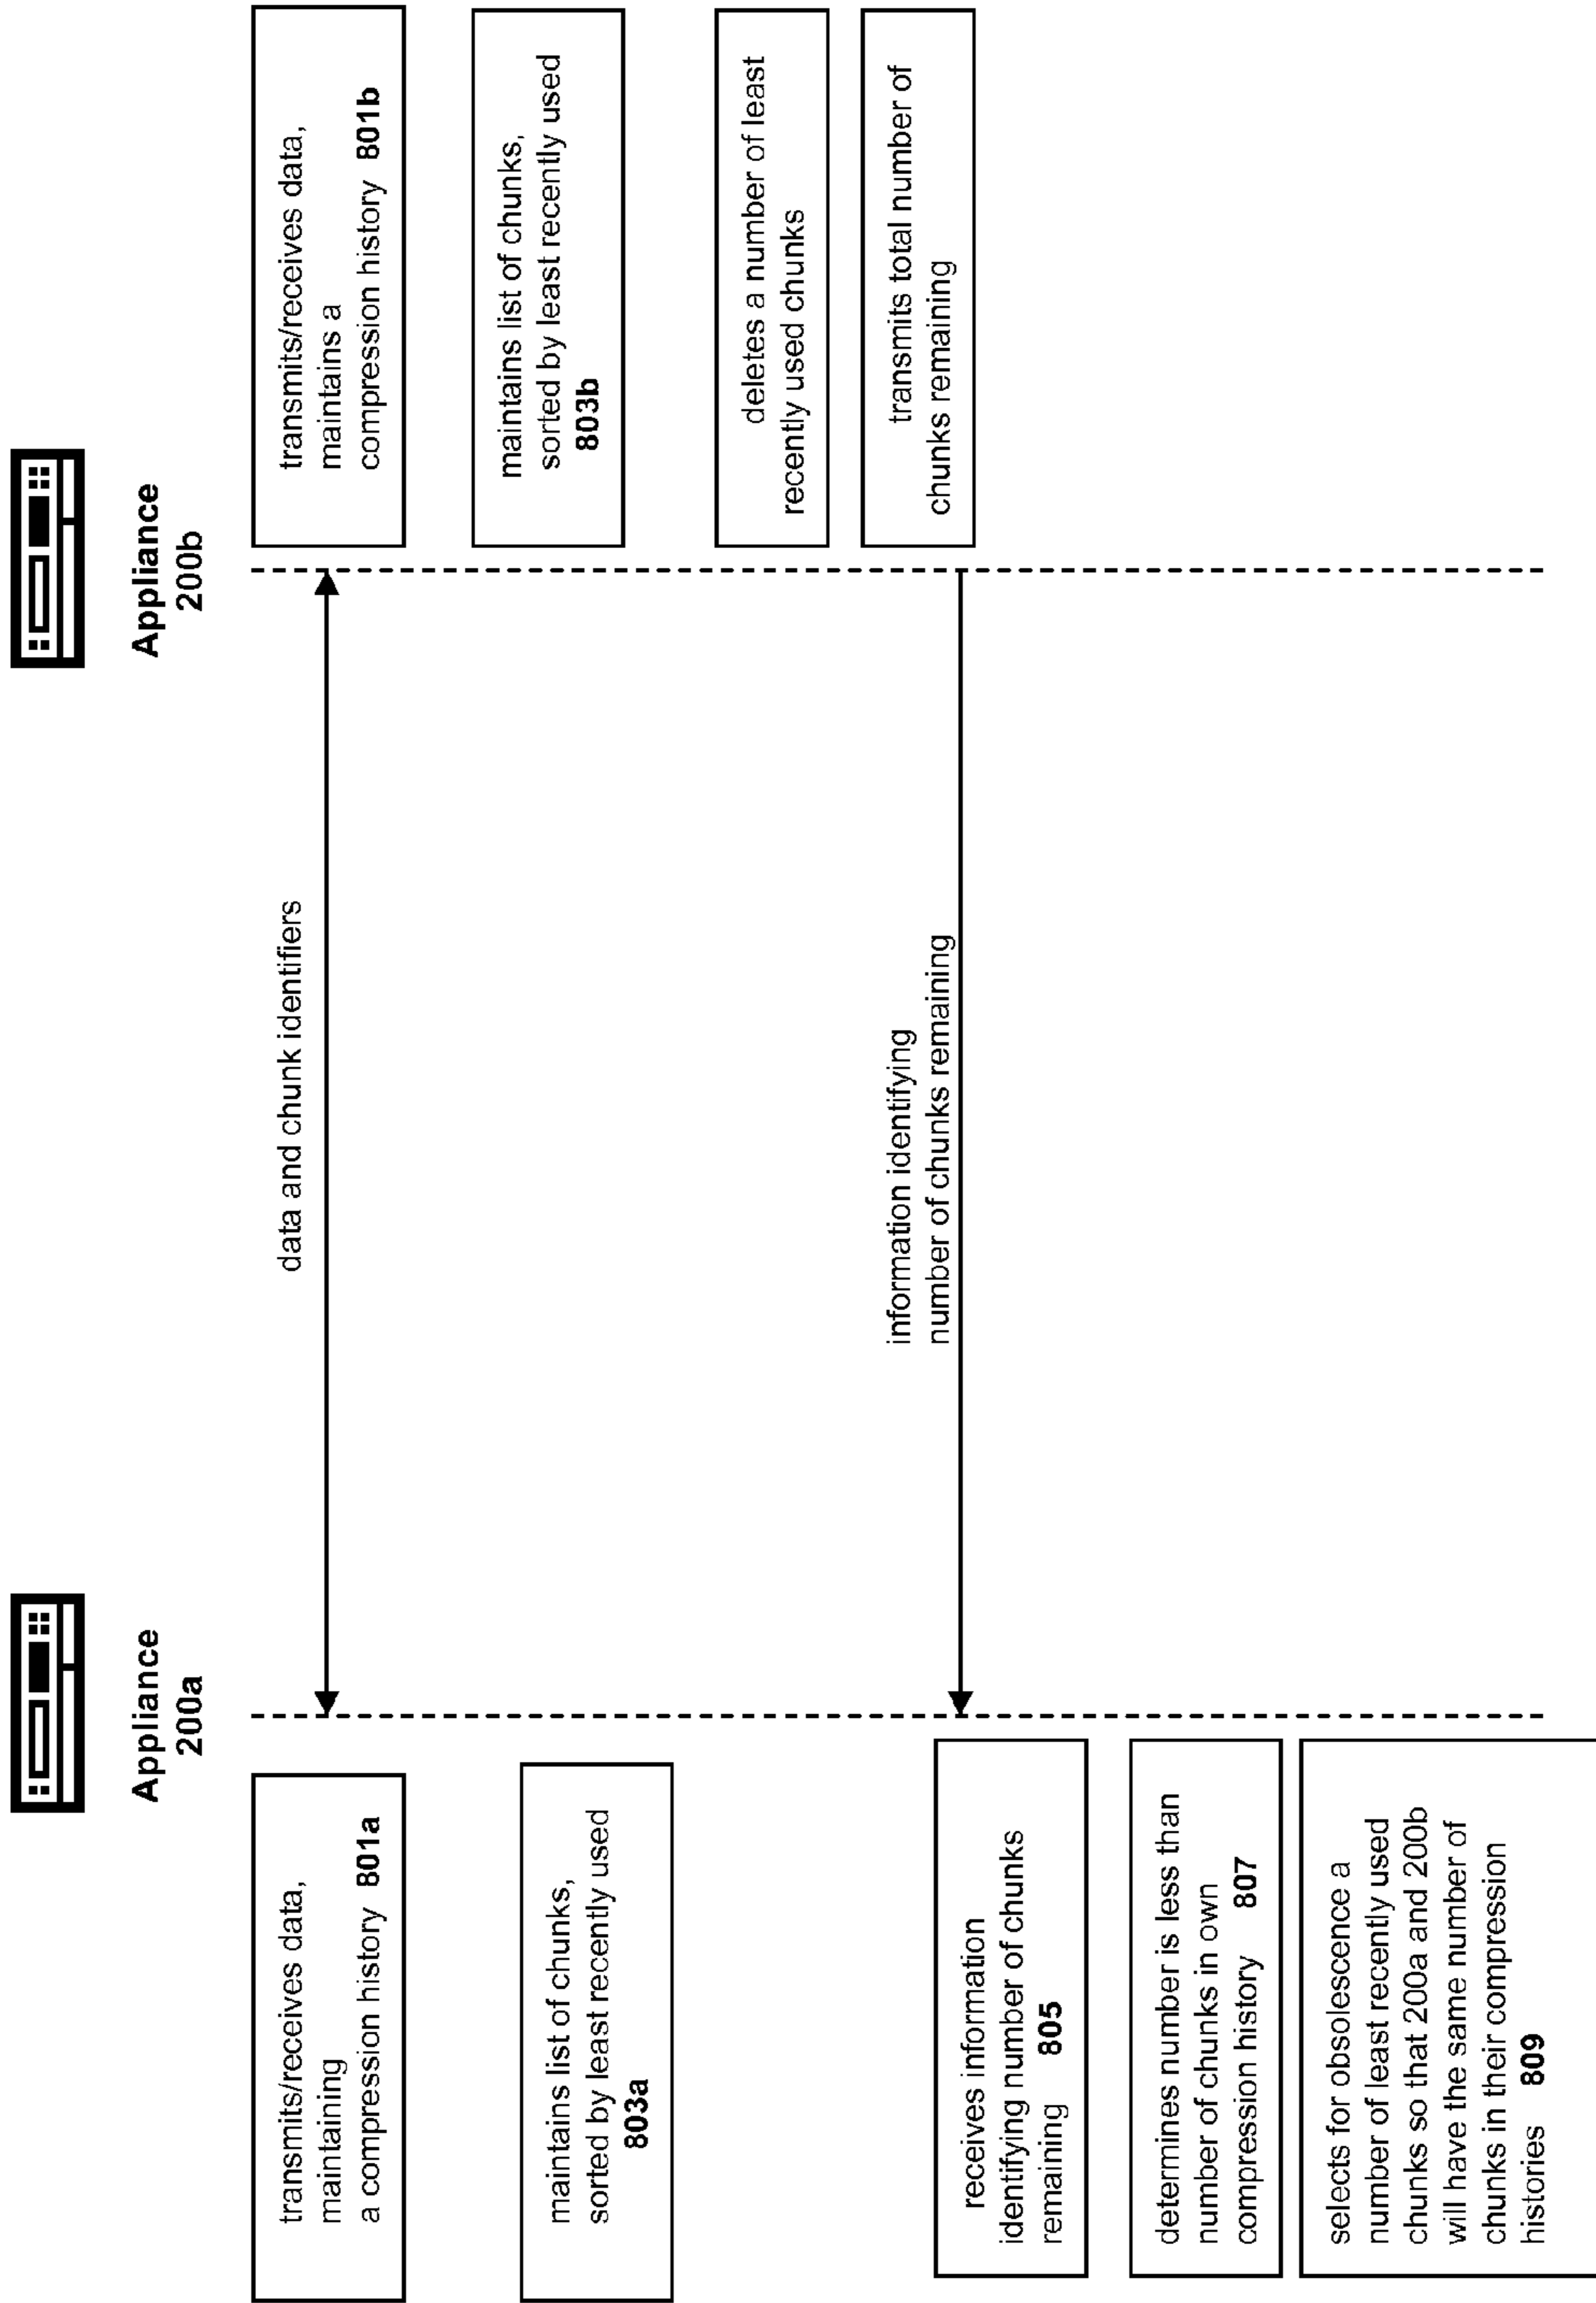 Appliance
200a
Appliance
200b
transmits/receives data,
maintaining
a compression history 801a
data and chunk identifiers
transmits/receives data,
maintains a
compression history 801b
maintains list of chunks,
sorted by least recently used
803a
maintains list of chunks,
sorted by least recently used
803b
deletes a number of least
recently used chunks
transmits total number of
chunks remaining
information identifying
number of chunks remaining
receives information
identifying number of chunks
remaining 805
determines number is less than
number of chunks in own
compression history 807
selects for obsolescence a
number of least recently used
chunks so that 200a and 200b
will have the same number of
chunks in their compression
histories 809